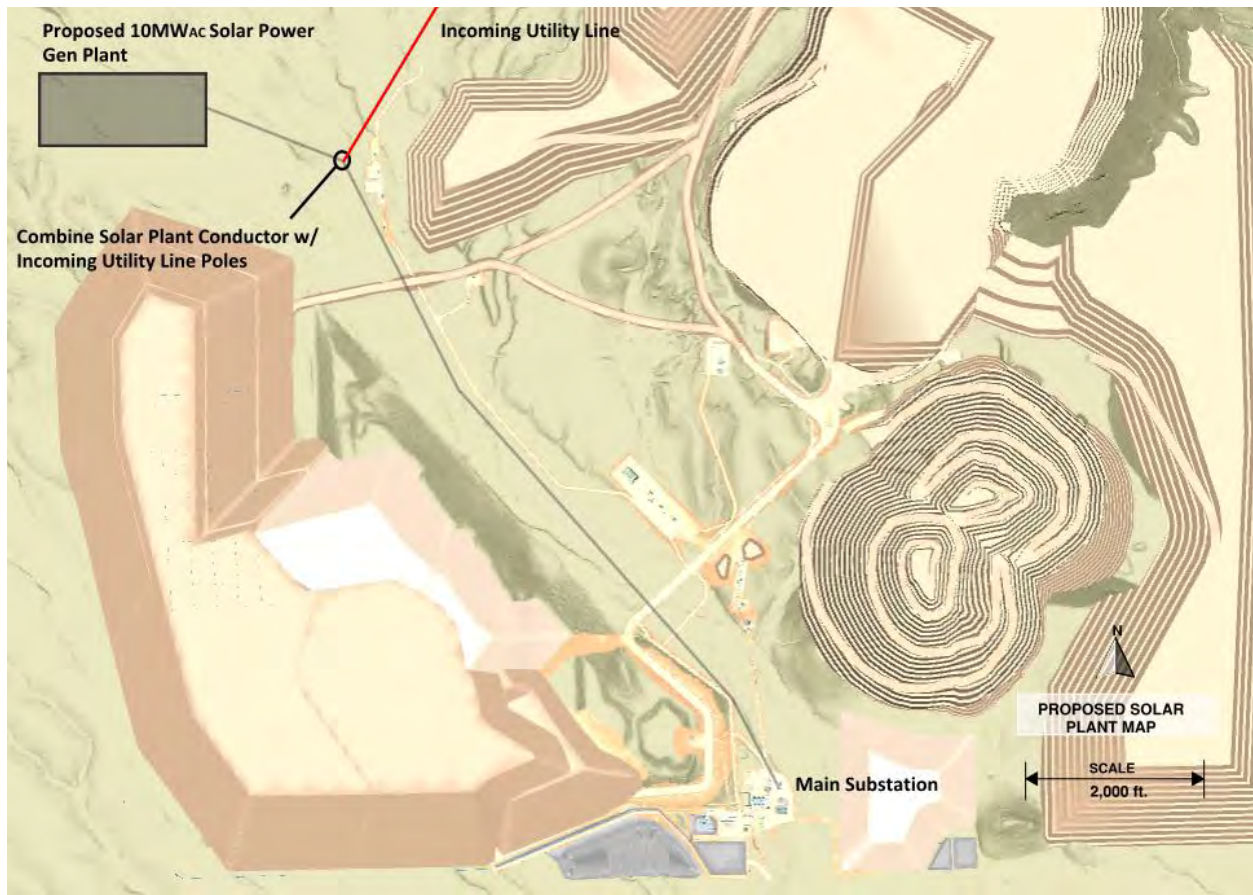 Proposed 10MWAC Solar Power
Gen Plant
Incoming Utility Line
Combine Solar Plant Conductor w/
Incoming Utility Line Poles
Main Substation
N
PROPOSED SOLAR
PLANT MAP
SCALE
2,000 ft.